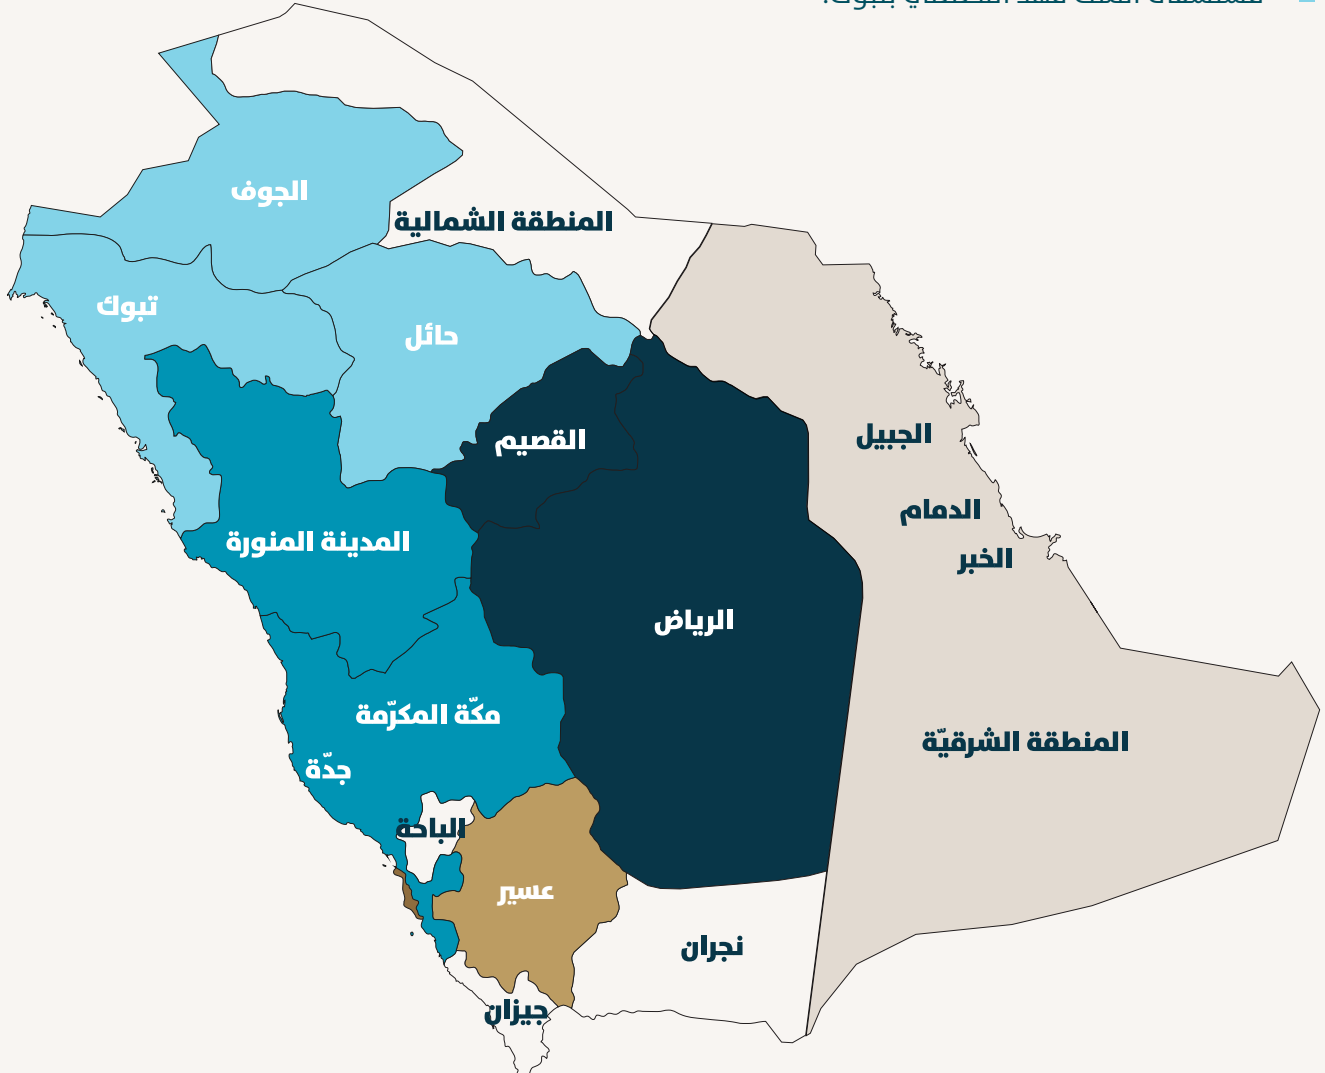 الجوف
المنطقة الشمالية
تبوك
حائل
الجبيل
القصيم
الدمام
المدينة المنورة
الخبر
الرياض
مكّة المكرّمة
المنطقة الشرقيّة
جدّة
الباحة
عسير
نجران
جيزان